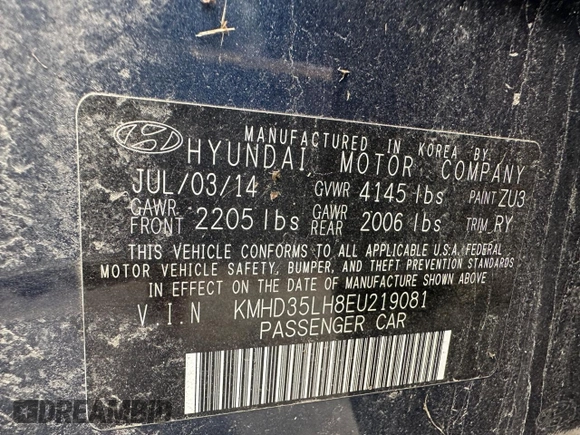 MANUFACTURED IN KOREA BY:
HYUNDAI MOTOR COMPANY
JUL/03/14 GVWR 4145 lbs PAINT ZU3
GAWR FRONT 2205 lbs GAWR REAR 2006 lbs TRIM RY
THIS VEHICLE CONFORMS TO ALL APPLICABLE U.S.A. FEDERAL
MOTOR VEHICLE SAFETY, BUMPER, AND THEFT PREVENTION STANDARDS
IN EFFECT ON THE DATE OF MANUFACTURE SHOWN ABOVE
V.I.N KMHD35LH8EU219081
PASSENGER CAR
DREAMBID